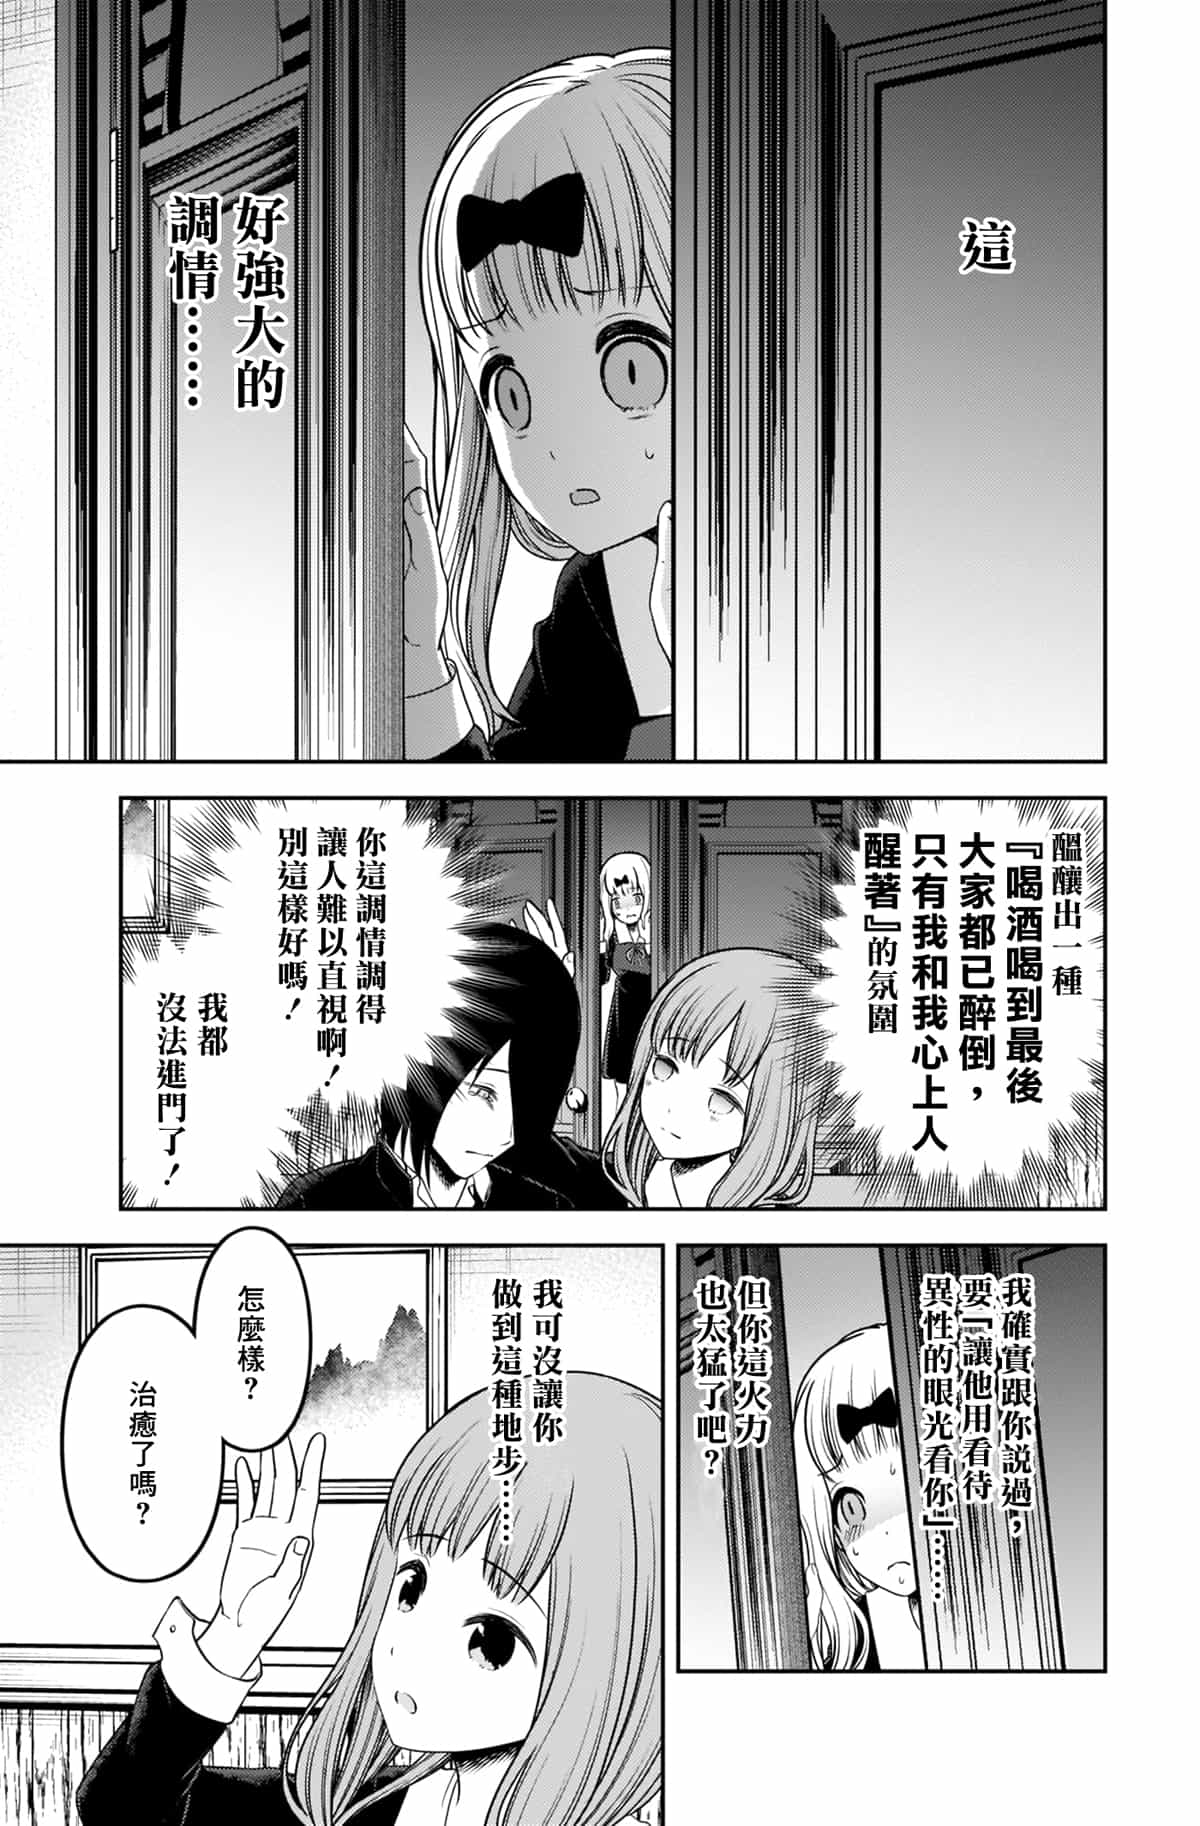 這
好強大的
調情……
醞釀出一種
『喝酒喝到最後
大家都已醉倒，
只有我和我心上人
醒著』的氛圍
你這調情調得
讓人難以直視啊！
別這樣好嗎！
我都
沒法進門了！
我確實跟你說過，
要「讓他用看待
異性的眼光看你」……
但你這火力
也太猛了吧？
我可沒讓你
做到這種地步……
怎麼樣？
治癒了嗎？